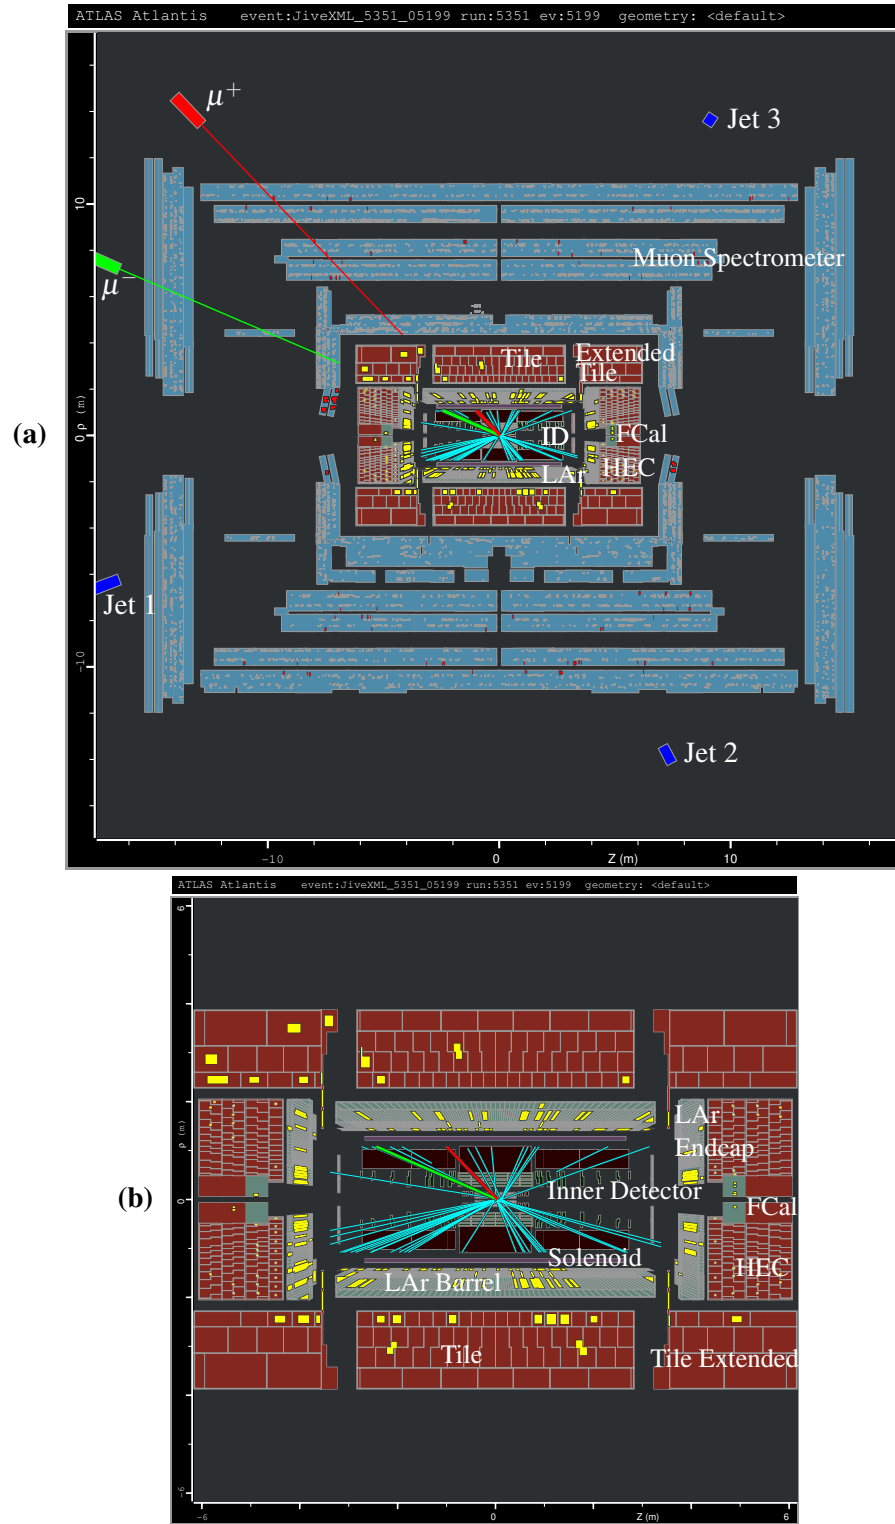 ATLAS Atlantis event:JiveXML_5351_05199 run:5351 ev:5199 geometry: <default>
μ+
Jet 3
μ−
10
Muon Spectrometer
Tile
Extended
Tile
(a)
ρ (m)
0
ID
FCal
HEC
LAr
Jet 1
-10
Jet 2
-10
0
Z (m)
10
ATLAS Atlantis event:JiveXML_5351_05199 run:5351 ev:5199 geometry: <default>
6
LAr
Endcap
ρ (m)
(b)
0
Inner Detector
FCal
Solenoid
HEC
LAr Barrel
Tile
Tile Extended
-6
-6
0
Z (m)
6